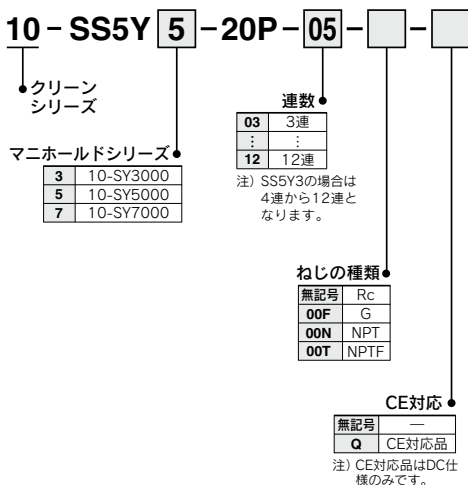 10 - SS5Y 5 - 20P - 05 - -
クリーン
シリーズ
マニホールドシリーズ
3 10-SY3000
5 10-SY5000
7 10-SY7000
連数
03 3連
⋮ ⋮
12 12連
注) SS5Y3の場合は
4連から12連と
なります。
ねじの種類
無記号 Rc
00F G
00N NPT
00T NPTF
CE対応
無記号 —
Q CE対応品
注) CE対応品はDC仕
様のみです。